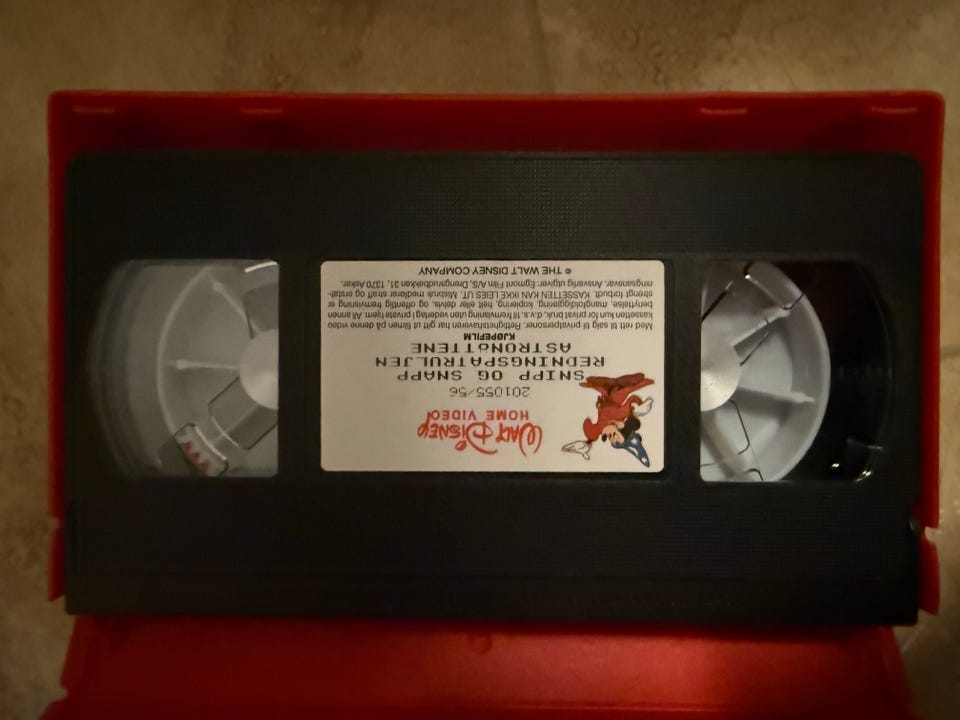 WALT DISNEY
HOME VIDEO
201055/56
SNIPP OG SNAPP
REDNINGSPATRULJEN
ASTRONøTTENE
KJØPEFILM
Med rett til salg til privatpersoner. Rettighetshaveren har gitt ut filmen på denne video
kassetten kun for privat bruk, d.v.s. til fremvisning uten vederlag i private hjem. All annen
benyttelse, mangfoldiggjøring, kopiering, helt eller delvis, og offentlig fremvisning er
strengt forbudt. KASSETTEN KAN IKKE LEIES UT. Misbruk medfører straff og erstat-
ningsansvar. Ansvarlig utgiver: Egmont Film A/S, Drengsrudbekken 31, 1370 Asker.
© THE WALT DISNEY COMPANY